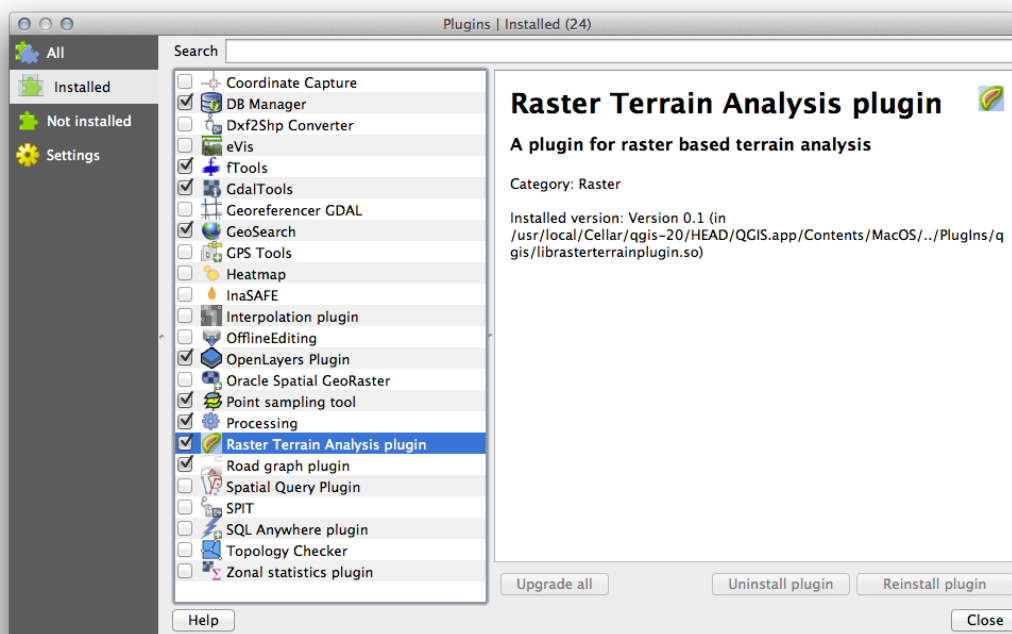 Plugins | Installed (24)
All
Installed
Not installed
Settings
Search
Coordinate Capture
DB Manager
Dxf2Shp Converter
eVis
fTools
GdalTools
Georeferencer GDAL
GeoSearch
GPS Tools
Heatmap
InaSAFE
Interpolation plugin
OfflineEditing
OpenLayers Plugin
Oracle Spatial GeoRaster
Point sampling tool
Processing
Raster Terrain Analysis plugin
Road graph plugin
Spatial Query Plugin
SPIT
SQL Anywhere plugin
Topology Checker
Zonal statistics plugin
Raster Terrain Analysis plugin
A plugin for raster based terrain analysis
Category: Raster
Installed version: Version 0.1 (in
/usr/local/Cellar/qgis-20/HEAD/QGIS.app/Contents/MacOS/../PlugIns/q
gis/librasterterrainplugin.so)
Upgrade all
Uninstall plugin
Reinstall plugin
Help
Close